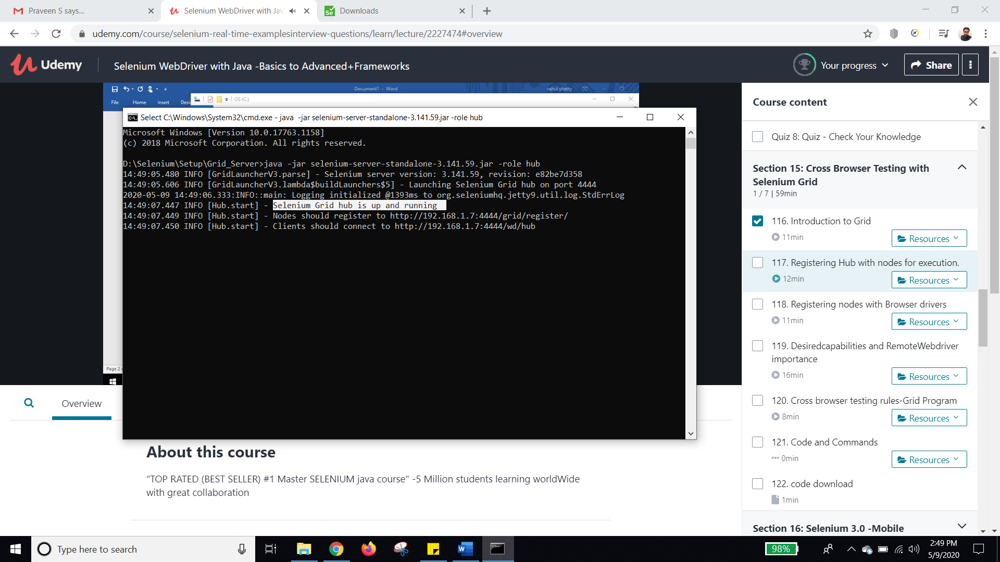 Praveen S says...
Selenium WebDriver with Jav
Downloads
udemy.com/course/selenium-real-time-examplesinterview-questions/learn/lecture/2227474#overview
Udemy
Selenium WebDriver with Java -Basics to Advanced+Frameworks
Your progress
Share
Document1 - Word
rahul shetty
File
Home
Insert
OS (C:)
Select C:\Windows\System32\cmd.exe - java  -jar selenium-server-standalone-3.141.59.jar -role hub
Microsoft Windows [Version 10.0.17763.1158]
(c) 2018 Microsoft Corporation. All rights reserved.
D:\Selenium\Setup\Grid_Server>java -jar selenium-server-standalone-3.141.59.jar -role hub
14:49:05.480 INFO [GridLauncherV3.parse] - Selenium server version: 3.141.59, revision: e82be7d358
14:49:05.606 INFO [GridLauncherV3.lambda$buildLaunchers$5] - Launching Selenium Grid hub on port 4444
2020-05-09 14:49:06.333:INFO::main: Logging initialized @1393ms to org.seleniumhq.jetty9.util.log.StdErrLog
14:49:07.447 INFO [Hub.start] - Selenium Grid hub is up and running
14:49:07.449 INFO [Hub.start] - Nodes should register to http://192.168.1.7:4444/grid/register/
14:49:07.450 INFO [Hub.start] - Clients should connect to http://192.168.1.7:4444/wd/hub
Page 2
Overview
About this course
"TOP RATED (BEST SELLER) #1 Master SELENIUM java course" -5 Million students learning worldWide
with great collaboration
Course content
Quiz 8: Quiz - Check Your Knowledge
Section 15: Cross Browser Testing with
Selenium Grid
1 / 7 | 59min
116. Introduction to Grid
11min
Resources
117. Registering Hub with nodes for execution.
12min
Resources
118. Registering nodes with Browser drivers
11min
Resources
119. Desiredcapabilities and RemoteWebdriver
importance
16min
Resources
120. Cross browser testing rules-Grid Program
8min
Resources
121. Code and Commands
0min
Resources
122. code download
1min
Section 16: Selenium 3.0 -Mobile
Type here to search
98%
2:49 PM
5/9/2020